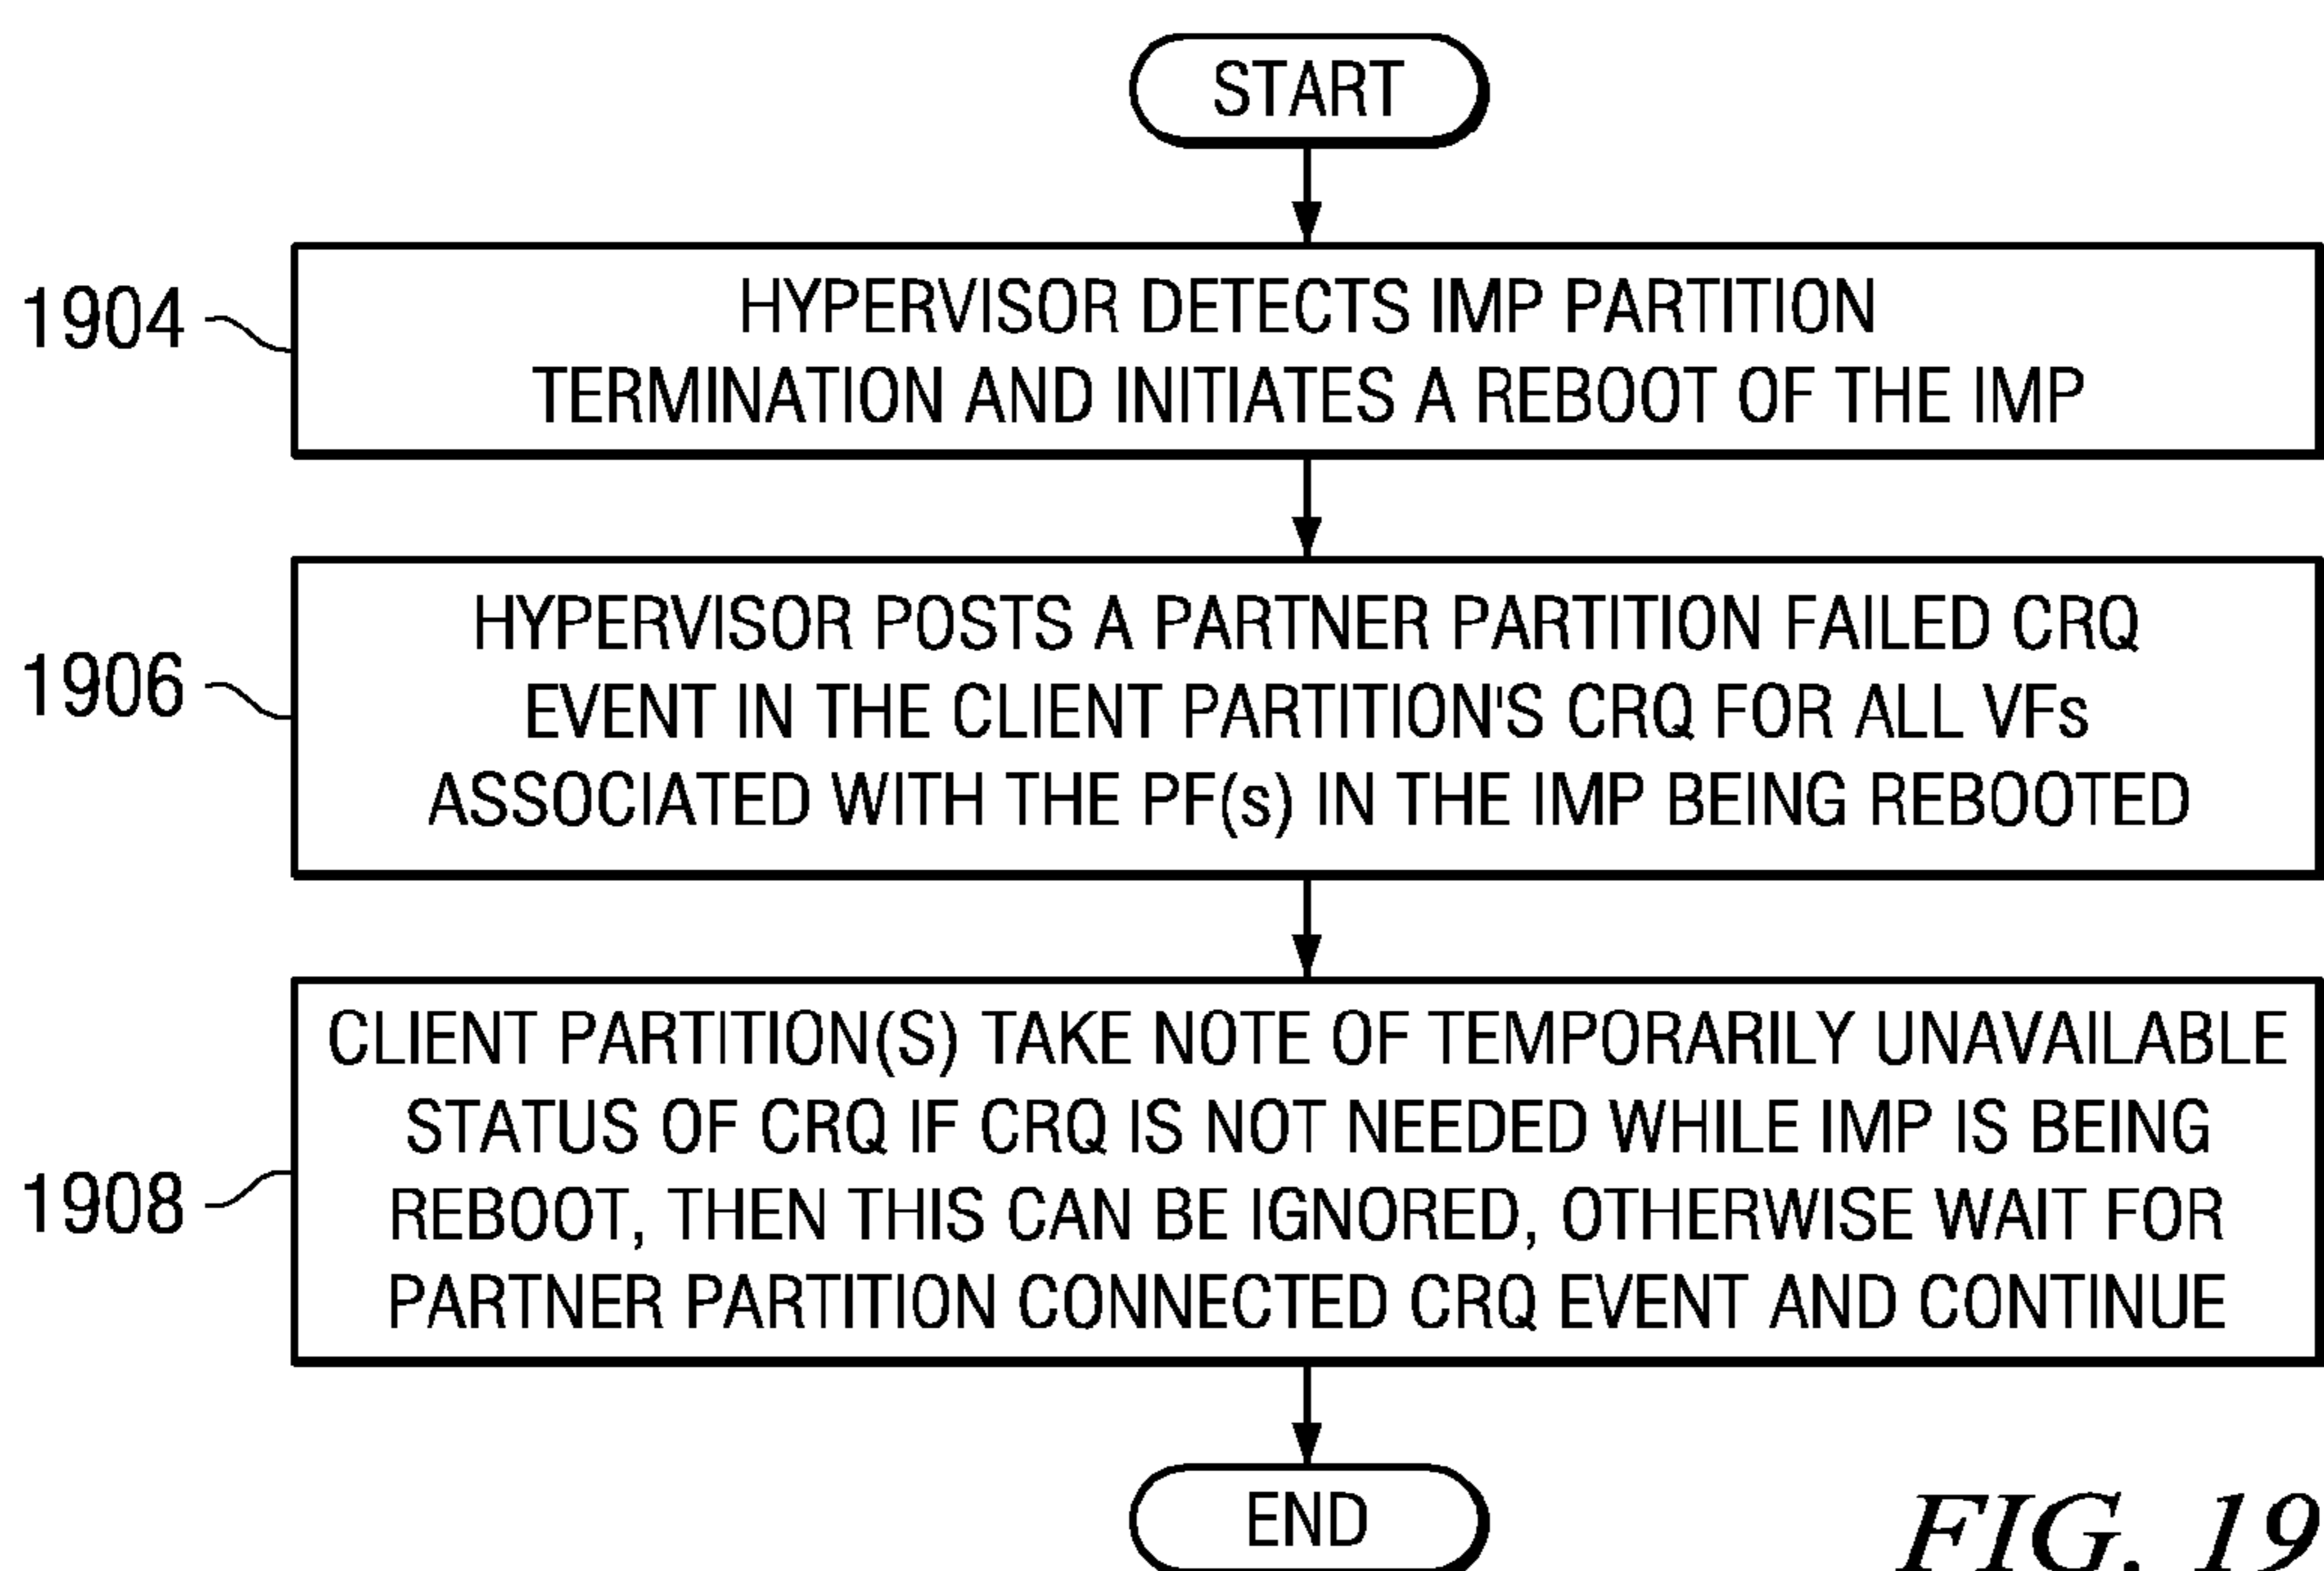 START
1904
HYPERVISOR DETECTS IMP PARTITION
TERMINATION AND INITIATES A REBOOT OF THE IMP
1906
HYPERVISOR POSTS A PARTNER PARTITION FAILED CRQ
EVENT IN THE CLIENT PARTITION'S CRQ FOR ALL VFs
ASSOCIATED WITH THE PF(s) IN THE IMP BEING REBOOTED
1908
CLIENT PARTITION(S) TAKE NOTE OF TEMPORARILY UNAVAILABLE
STATUS OF CRQ IF CRQ IS NOT NEEDED WHILE IMP IS BEING
REBOOT, THEN THIS CAN BE IGNORED, OTHERWISE WAIT FOR
PARTNER PARTITION CONNECTED CRQ EVENT AND CONTINUE
END
FIG. 19